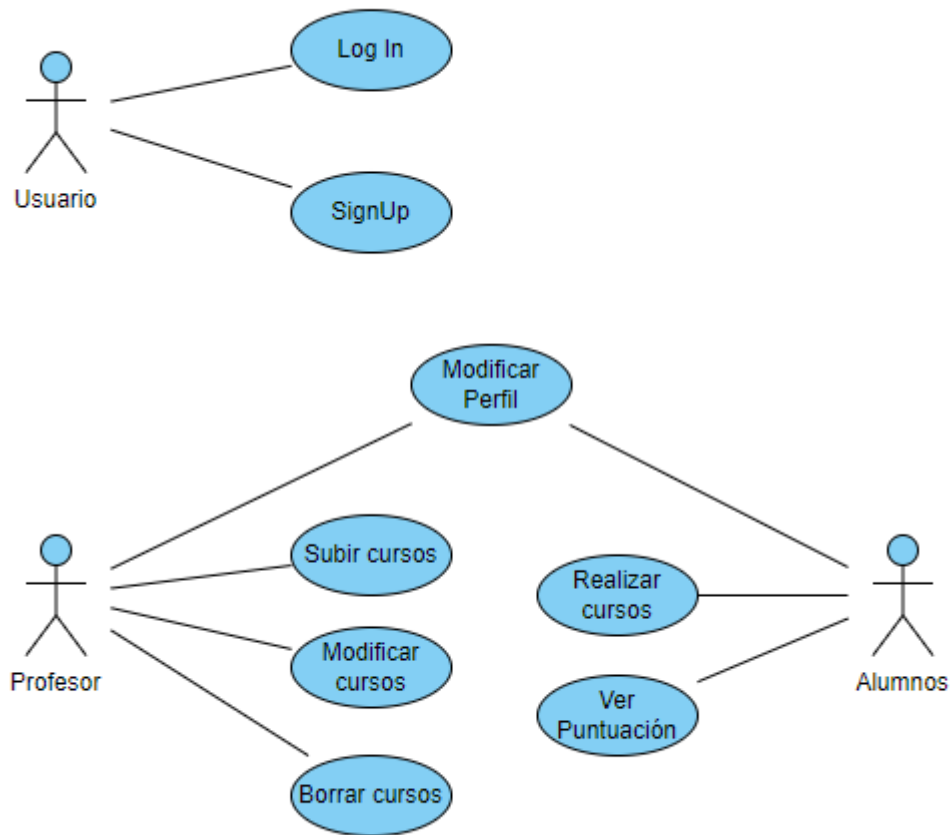 Log In
Usuario
SignUp
Modificar
Perfil
Subir cursos
Realizar
cursos
Profesor
Modificar
cursos
Alumnos
Ver
Puntuación
Borrar cursos